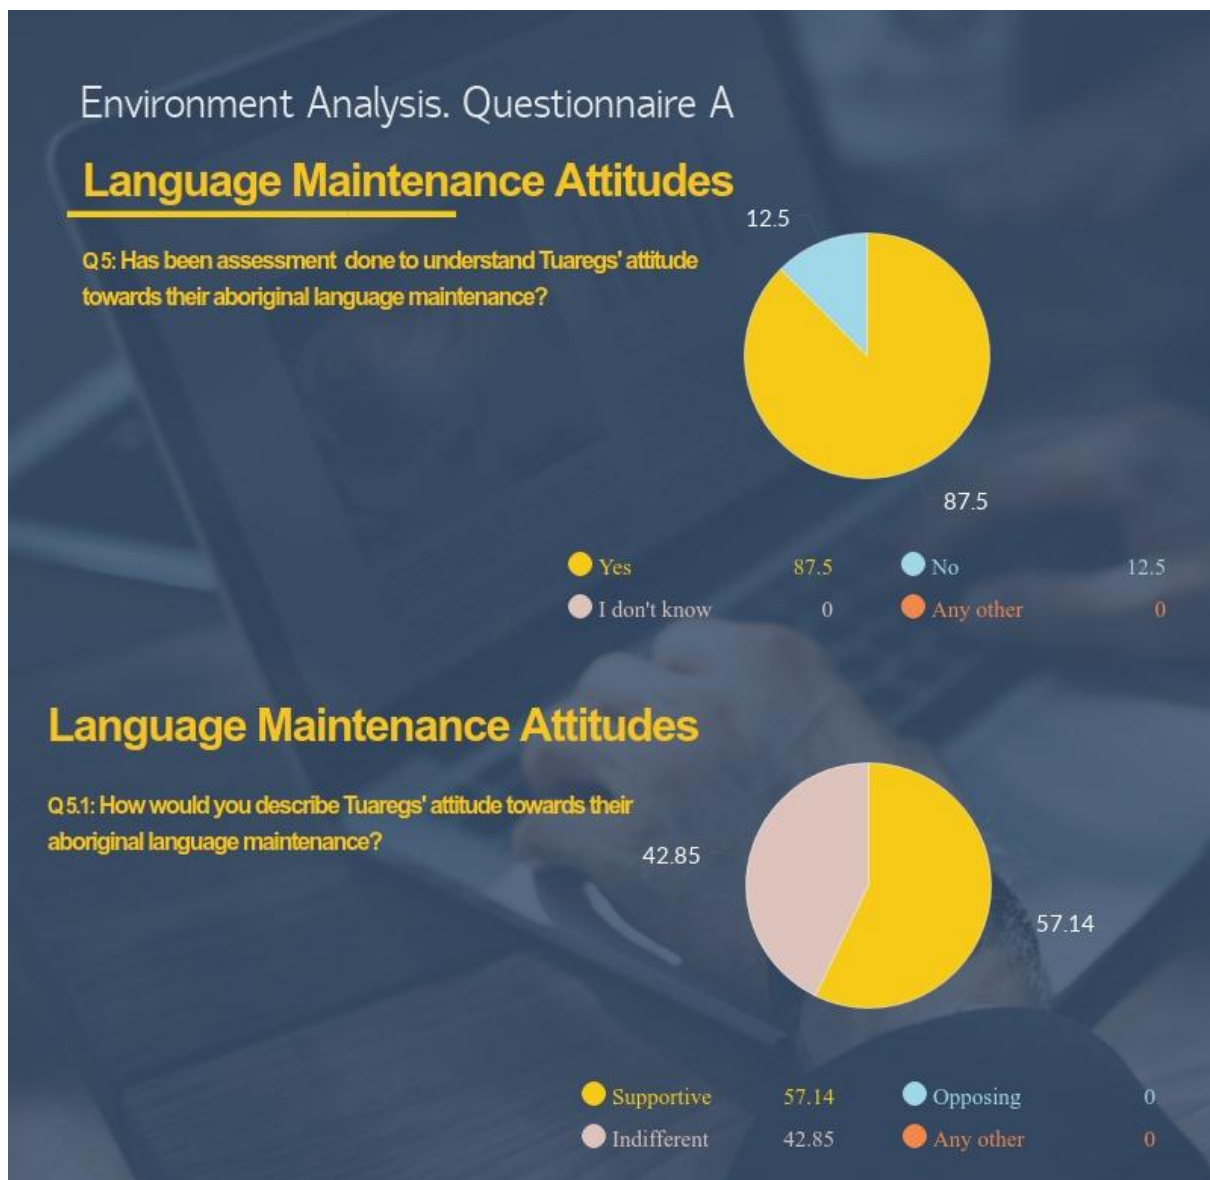 Environment Analysis. Questionnaire A
Language Maintenance Attitudes
Q 5: Has been assessment done to understand Tuaregs' attitude
towards their aboriginal language maintenance?
12.5
87.5
Yes 87.5 No 12.5
I don't know 0 Any other 0
Language Maintenance Attitudes
Q 5.1: How would you describe Tuaregs' attitude towards their
aboriginal language maintenance?
42.85
57.14
Supportive 57.14 Opposing 0
Indifferent 42.85 Any other 0